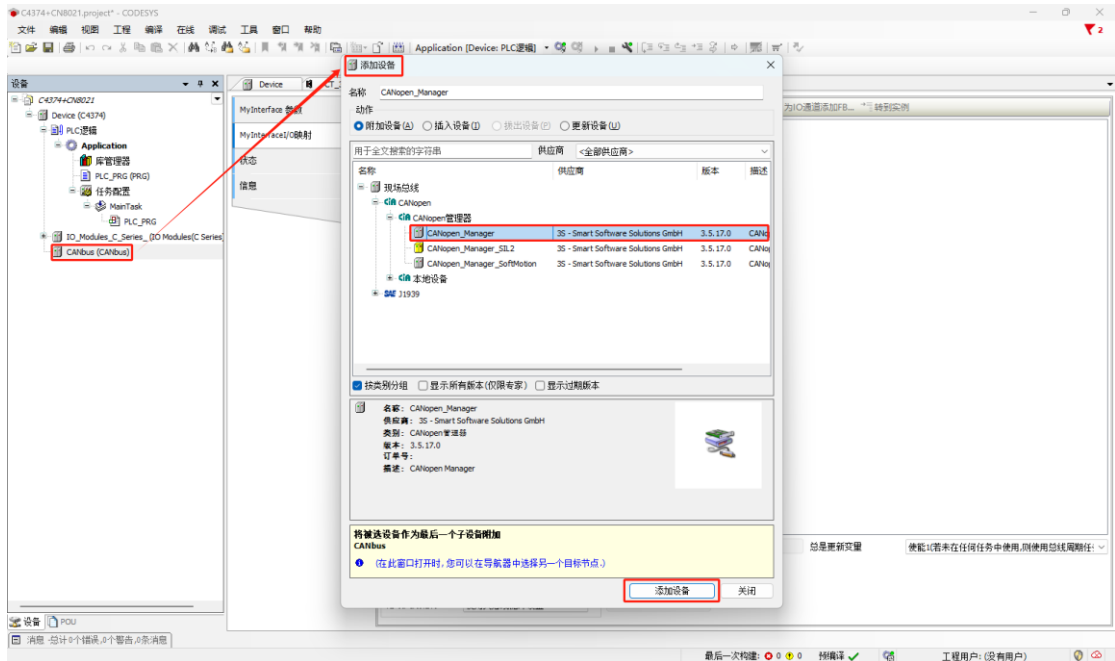 C4374+CN8021.project* - CODESYS
文件 编辑 视图 工程 编译 在线 调试 工具 窗口 帮助
2
Application [Device: PLC逻辑]
设备
C4374+CN8021
Device (C4374)
PLC逻辑
Application
库管理器
PLC_PRG (PRG)
任务配置
MainTask
PLC_PRG
IO_Modules_C_Series_ (IO Modules(C Series
CANbus (CANbus)
设备 POU
Device
MyInterface 参数
MyInterfaceI/O映射
状态
信息
添加设备
名称 CANopen_Manager
动作
附加设备(A) 插入设备(I) 拔出设备(P) 更新设备(U)
用于全文搜索的字符串 供应商 <全部供应商>
名称 供应商 版本 描述
现场总线
CANopen
CANopen管理器
CANopen_Manager 3S - Smart Software Solutions GmbH 3.5.17.0 CANo
CANopen_Manager_SIL2 3S - Smart Software Solutions GmbH 3.5.17.0 CANo
CANopen_Manager_SoftMotion 3S - Smart Software Solutions GmbH 3.5.17.0 CANo
本地设备
J1939
按类别分组 显示所有版本(仅限专家) 显示过期版本
名称: CANopen_Manager
供应商: 3S - Smart Software Solutions GmbH
类别: CANopen管理器
版本: 3.5.17.0
订单号:
描述: CANopen Manager
将被选设备作为最后一个子设备附加
CANbus
(在此窗口打开时,您可以在导航器中选择另一个目标节点.)
添加设备 关闭
为IO通道添加FB... 转到实例
总是更新变量 使能1(若未在任何任务中使用,则使用总线周期任
消息 -总计0个错误,0个警告,0条消息
最后一次构建: 0 0 预编译 工程用户: (没有用户)